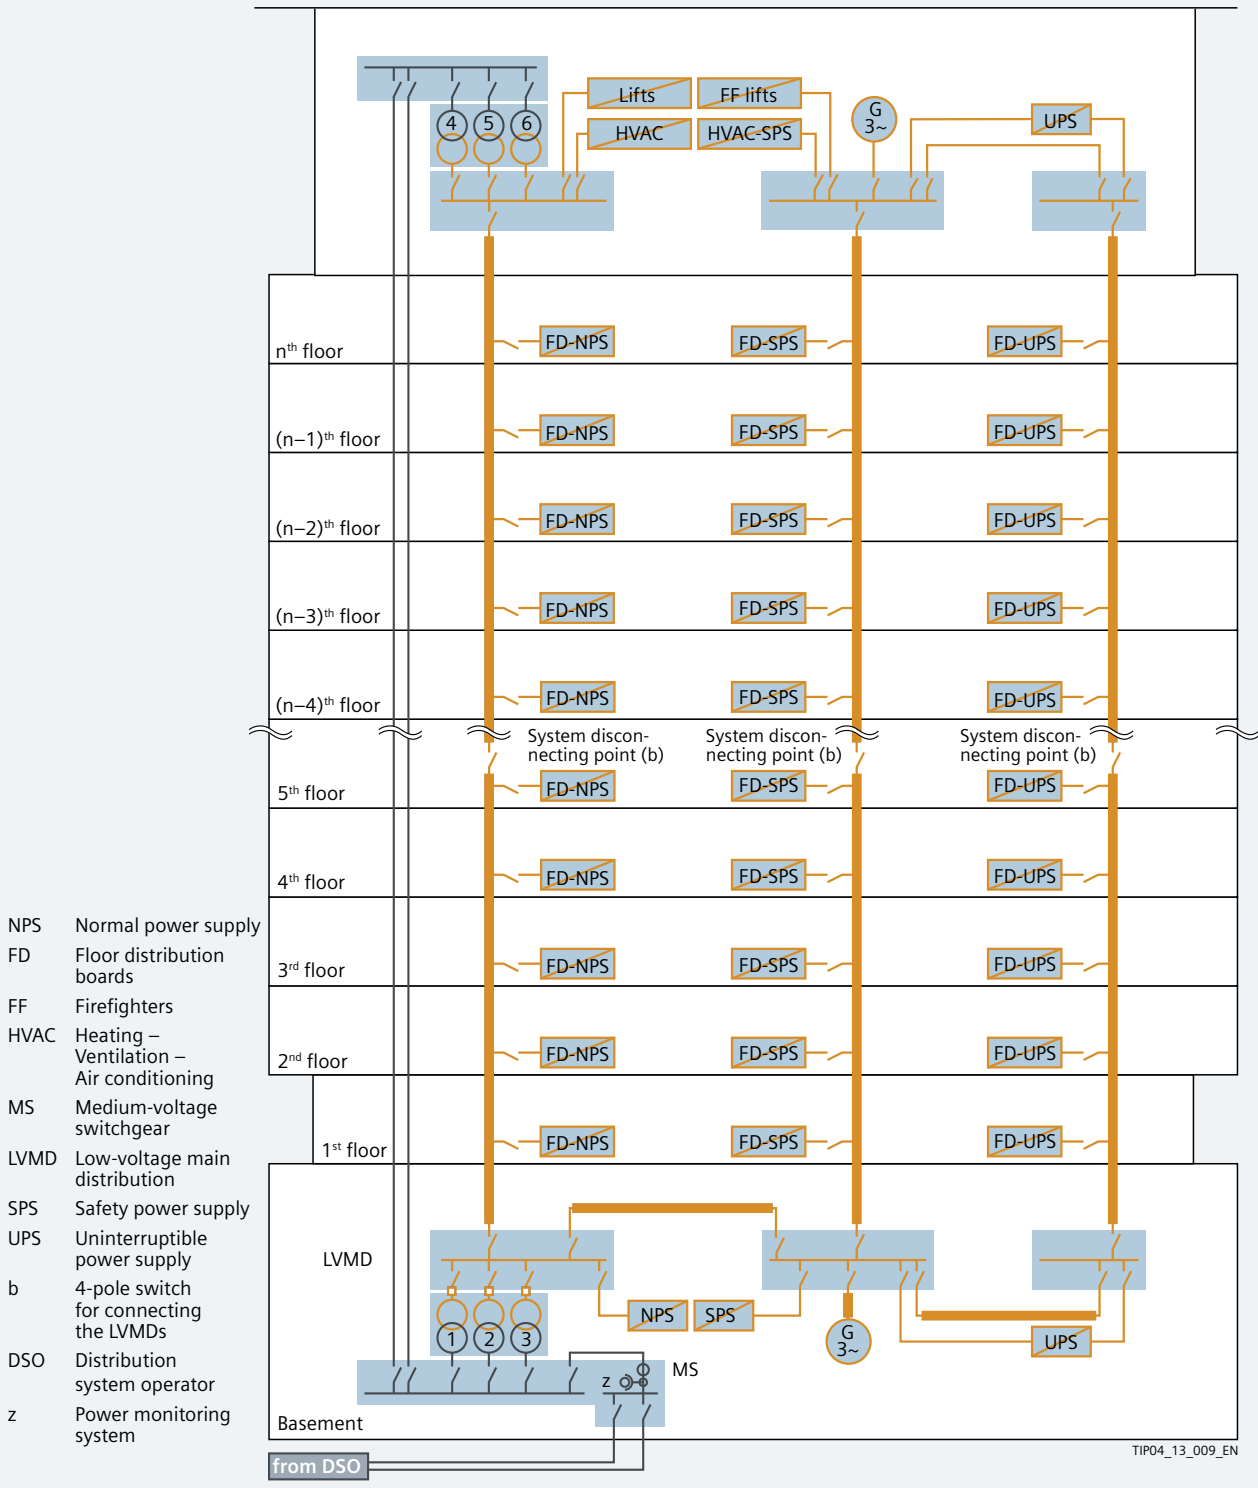 Lifts
FF lifts
HVAC
HVAC-SPS
G
3~
UPS
4
5
6
nth floor
FD-NPS
FD-SPS
FD-UPS
(n–1)th floor
FD-NPS
FD-SPS
FD-UPS
(n–2)th floor
FD-NPS
FD-SPS
FD-UPS
(n–3)th floor
FD-NPS
FD-SPS
FD-UPS
(n–4)th floor
FD-NPS
FD-SPS
FD-UPS
System discon-
necting point (b)
System discon-
necting point (b)
System discon-
necting point (b)
5th floor
FD-NPS
FD-SPS
FD-UPS
4th floor
FD-NPS
FD-SPS
FD-UPS
3rd floor
FD-NPS
FD-SPS
FD-UPS
2nd floor
FD-NPS
FD-SPS
FD-UPS
1st floor
FD-NPS
FD-SPS
FD-UPS
LVMD
NPS
SPS
G
3~
UPS
1
2
3
z
MS
Basement
from DSO
NPS Normal power supply
FD Floor distribution
boards
FF Firefighters
HVAC Heating –
Ventilation –
Air conditioning
MS Medium-voltage
switchgear
LVMD Low-voltage main
distribution
SPS Safety power supply
UPS Uninterruptible
power supply
b 4-pole switch
for connecting
the LVMDs
DSO Distribution
system operator
z Power monitoring
system
TIP04_13_009_EN